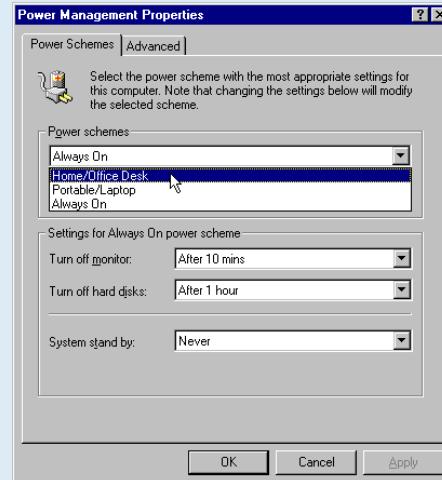 Power Management Properties
Power Schemes Advanced
Select the power scheme with the most appropriate settings for
this computer. Note that changing the settings below will modify
the selected scheme.
Power schemes
Always On
Home/Office Desk
Portable/Laptop
Always On
Settings for Always On power scheme
Turn off monitor: After 10 mins
Turn off hard disks: After 1 hour
System stand by: Never
OK Cancel Apply